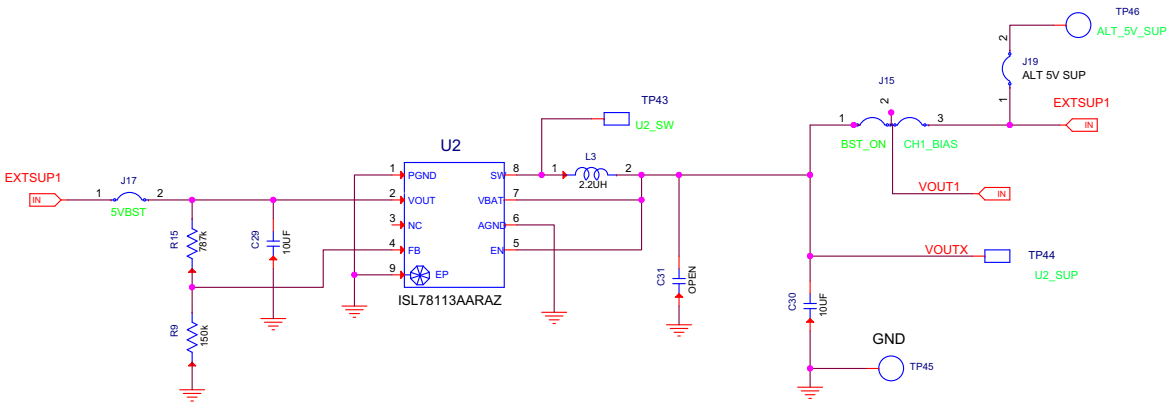 TP46
ALT_5V_SUP
2
J19
ALT 5V SUP
1
J15
2
EXTSUP1
IN
1
3
BST_ON
CH1_BIAS
TP43
U2_SW
VOUT1
IN
U2
L3
1
2
2.2UH
EXTSUP1
IN
J17
1
2
5VBST
1
PGND
SW
8
2
VOUT
VBAT
7
3
NC
AGND
6
4
FB
EN
5
9
EP
ISL78113AARAZ
R15
787k
C29
10UF
R9
150k
C31
OPEN
VOUTX
TP44
U2_SUP
C30
10UF
GND
TP45